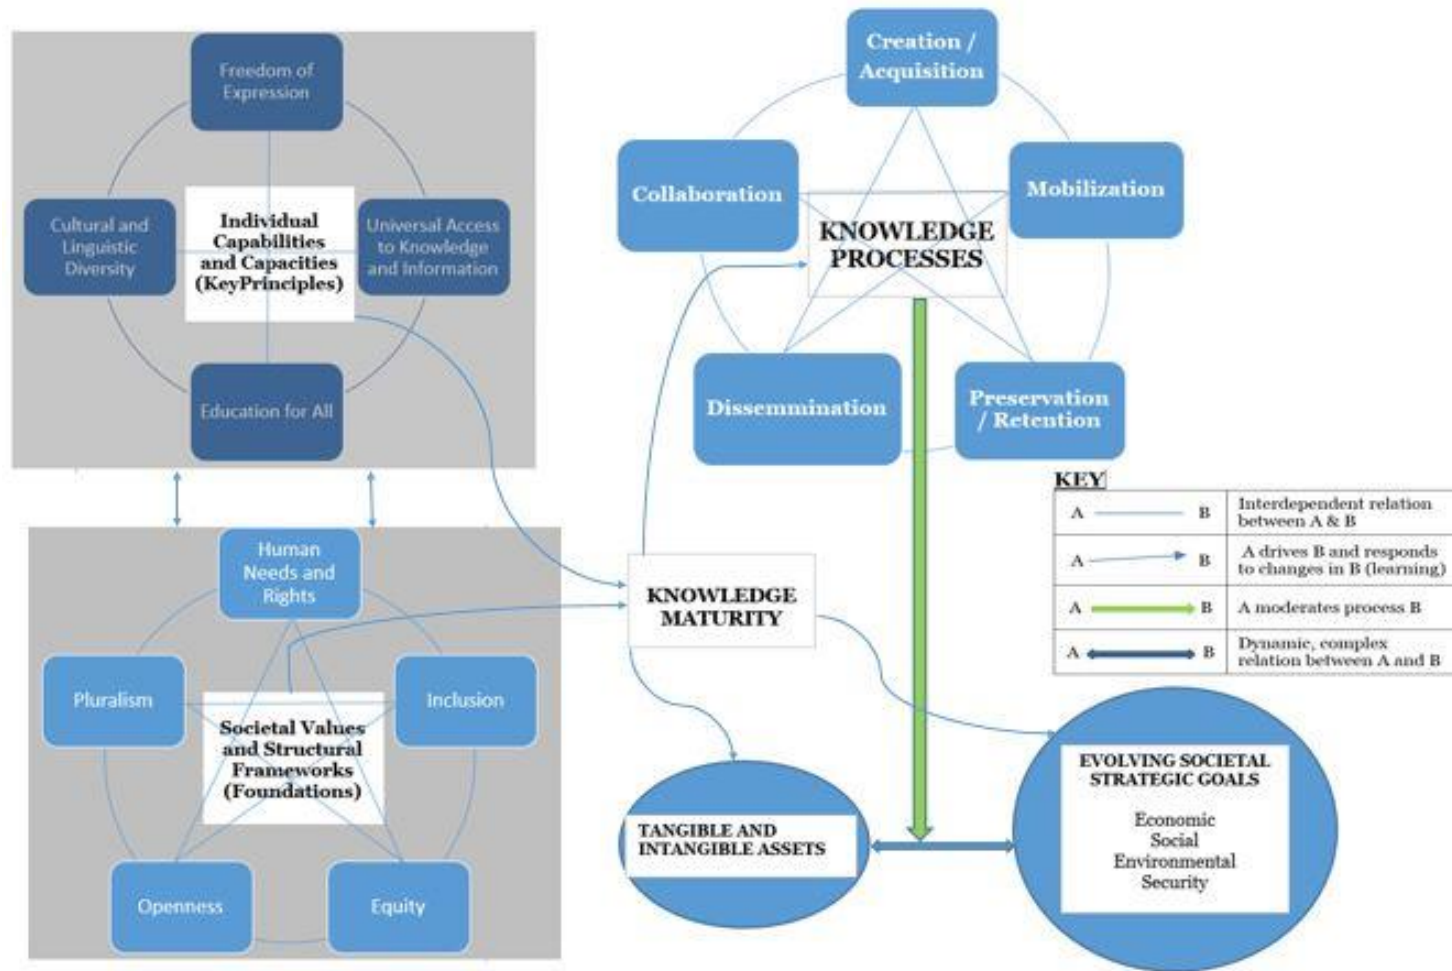 Freedom of
Expression
Cultural and
Linguistic
Diversity
Individual
Capabilities
and Capacities
(KeyPrinciples)
Universal Access
to Knowledge
and Information
Education for All
Creation /
Acquisition
Collaboration
Mobilization
KNOWLEDGE
PROCESSES
Dissemmination
Preservation
/ Retention
KEY
A B Interdependent relation
between A & B
A B A drives B and responds
to changes in B (learning)
A B A moderates process B
A B Dynamic, complex
relation between A and B
Human
Needs and
Rights
Pluralism
Inclusion
Societal Values
and Structural
Frameworks
(Foundations)
Openness
Equity
KNOWLEDGE
MATURITY
TANGIBLE AND
INTANGIBLE ASSETS
EVOLVING SOCIETAL
STRATEGIC GOALS
Economic
Social
Environmental
Security